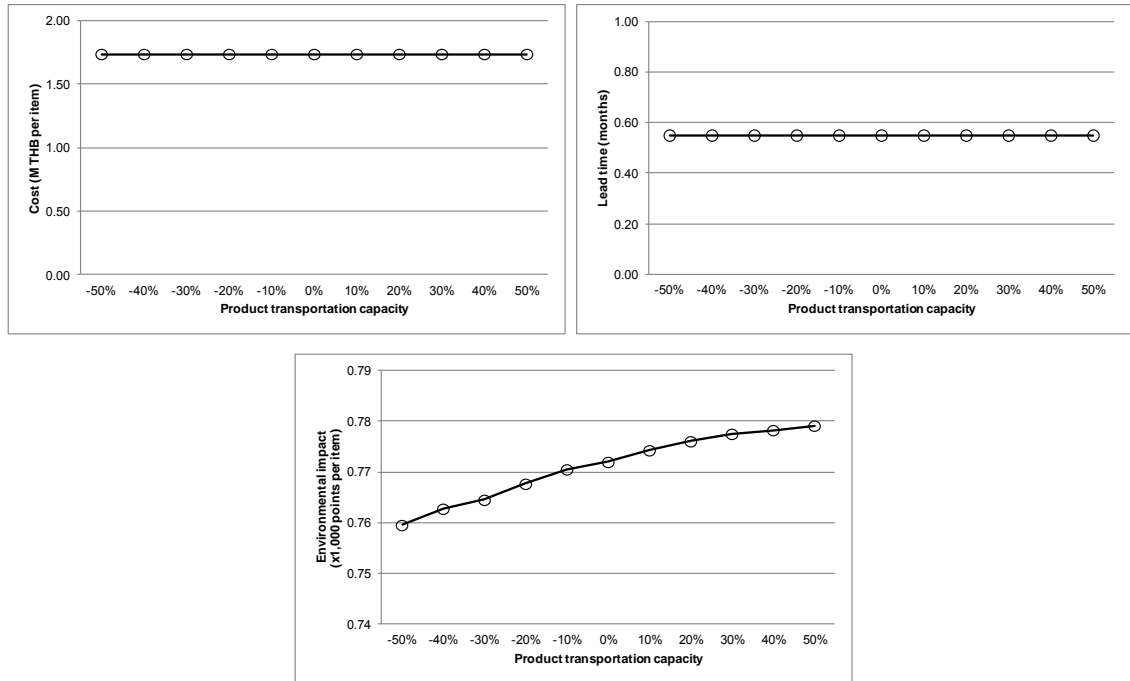 2.00
1.50
1.00
0.50
0.00
Cost (M THB per item)
-50% -40% -30% -20% -10% 0% 10% 20% 30% 40% 50%
Product transportation capacity
1.00
0.80
0.60
0.40
0.20
0.00
Lead time (months)
-50% -40% -30% -20% -10% 0% 10% 20% 30% 40% 50%
Product transportation capacity
0.79
0.78
0.77
0.76
0.75
0.74
Environmental impact
(x1,000 points per item)
-50% -40% -30% -20% -10% 0% 10% 20% 30% 40% 50%
Product transportation capacity